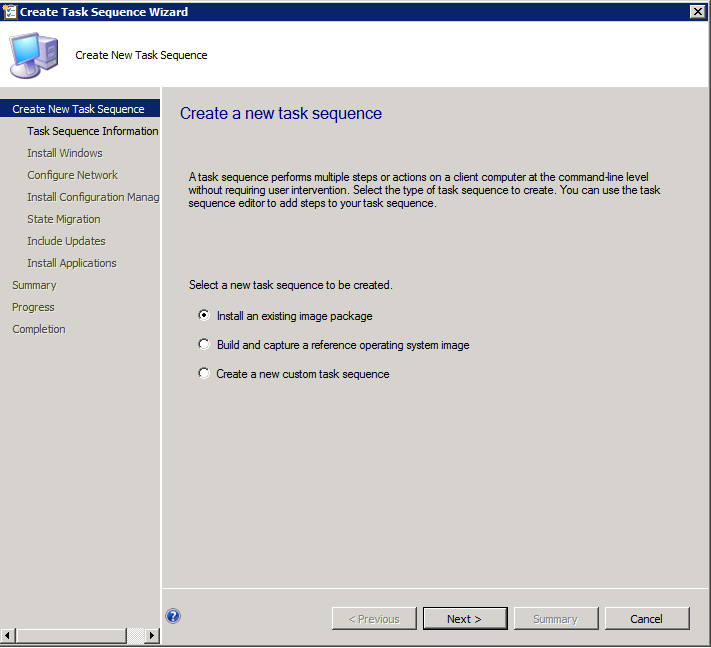 Create Task Sequence Wizard
Create New Task Sequence
Create New Task Sequence
Task Sequence Information
Install Windows
Configure Network
Install Configuration Manag
State Migration
Include Updates
Install Applications
Summary
Progress
Completion
Create a new task sequence
A task sequence performs multiple steps or actions on a client computer at the command-line level
without requiring user intervention. Select the type of task sequence to create. You can use the task
sequence editor to add steps to your task sequence.
Select a new task sequence to be created.
Install an existing image package
Build and capture a reference operating system image
Create a new custom task sequence
?
< Previous
Next >
Summary
Cancel